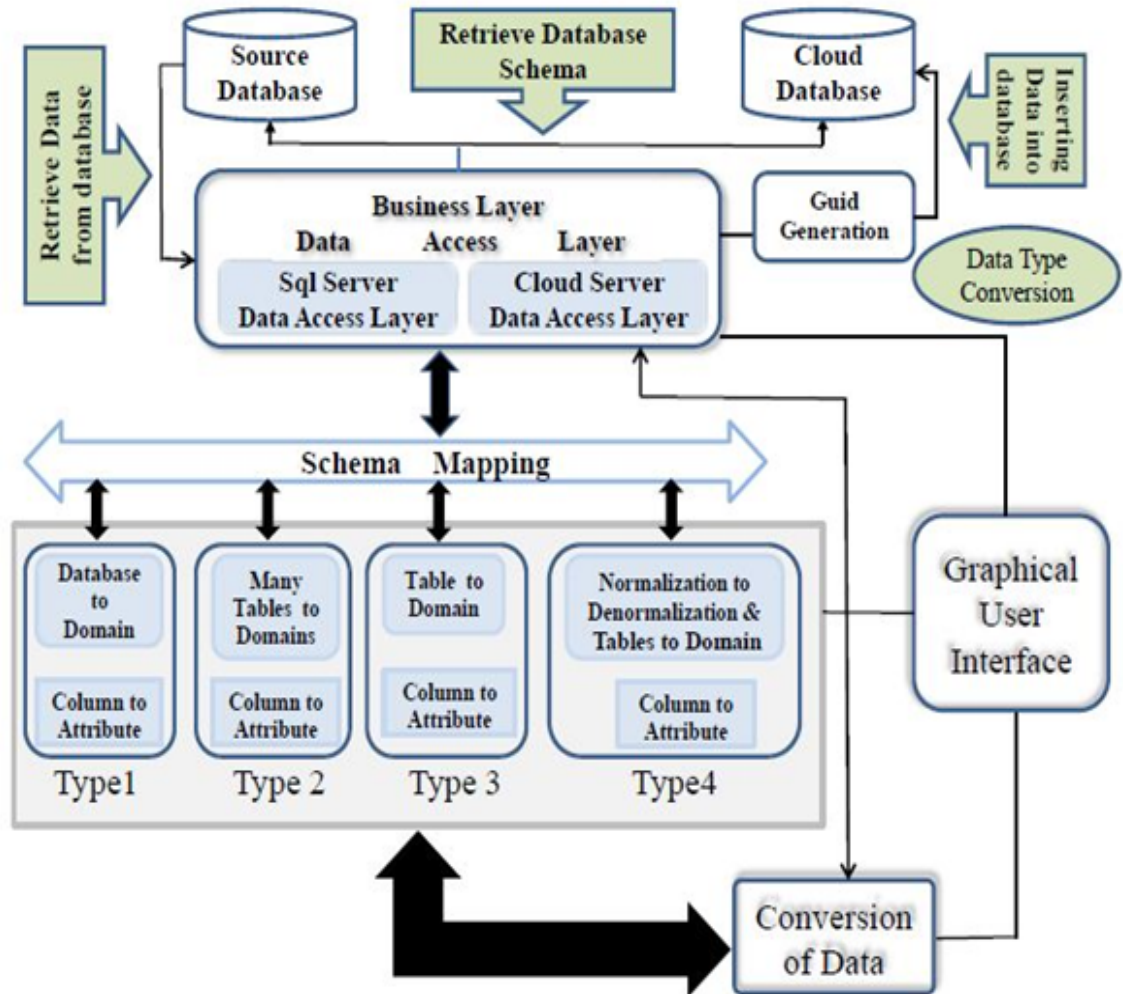 Source
Database
Retrieve Database
Schema
Cloud
Database
Inserting
Data into
database
Retrieve Data
from database
Business Layer
Data Access Layer
Sql Server
Data Access Layer
Cloud Server
Data Access Layer
Guid
Generation
Data Type
Conversion
Schema Mapping
Database
to
Domain
Column to
Attribute
Type1
Many
Tables to
Domains
Column to
Attribute
Type 2
Table to
Domain
Column to
Attribute
Type 3
Normalization to
Denormalization &
Tables to Domain
Column to
Attribute
Type4
Graphical
User
Interface
Conversion
of Data